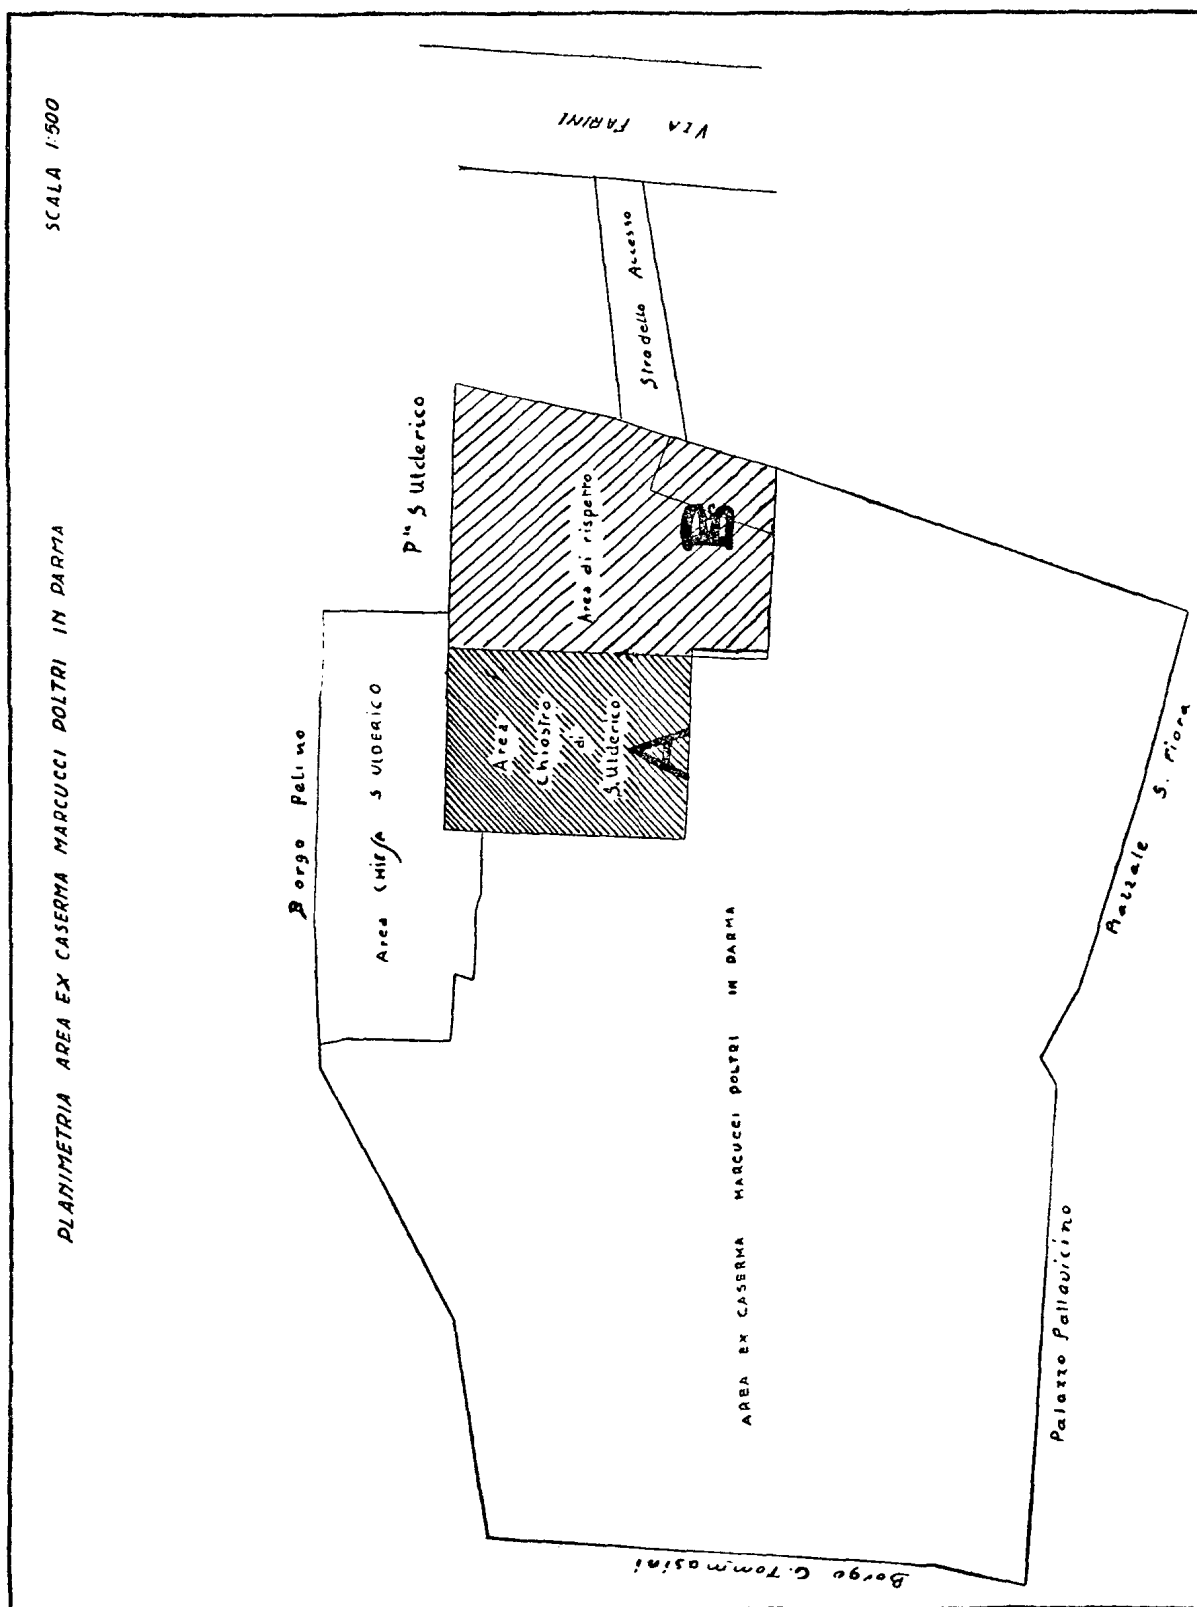 PLANIMETRIA AREA EX CASERMA MARCUCCI POLTRI IN PARMA
SCALA 1:500
Borgo Pelino
Area CHIESA S ULDERICO
P.le S Ulderico
Area
Chiostro
di
S. Ulderico
A
Area di rispetto
B
Stradello Accesso
VIA FARINI
AREA EX CASERMA MARCUCCI POLTRI IN PARMA
Borgo G. Tommasini
Palazzo Pallavicino
Piazzale S. Fiora